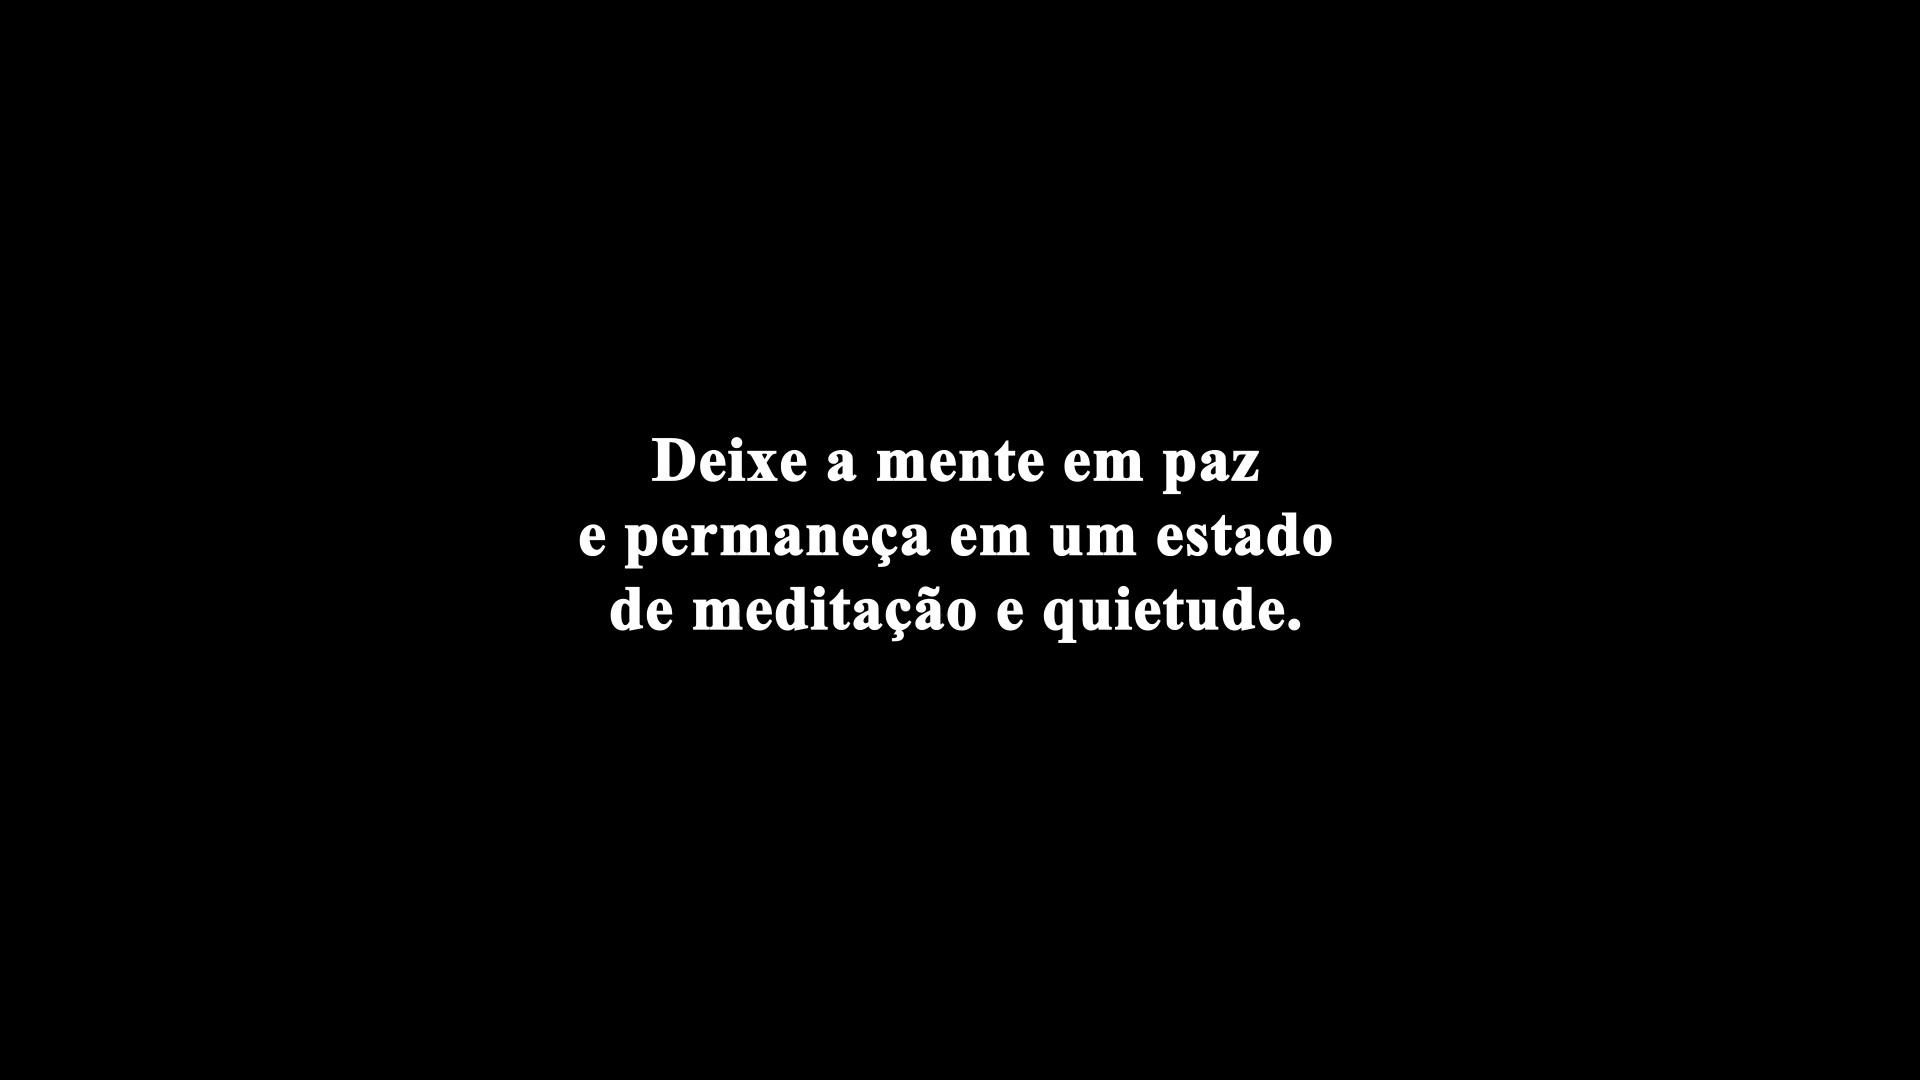 Deixe a mente em paz
e permaneça em um estado
de meditação e quietude.